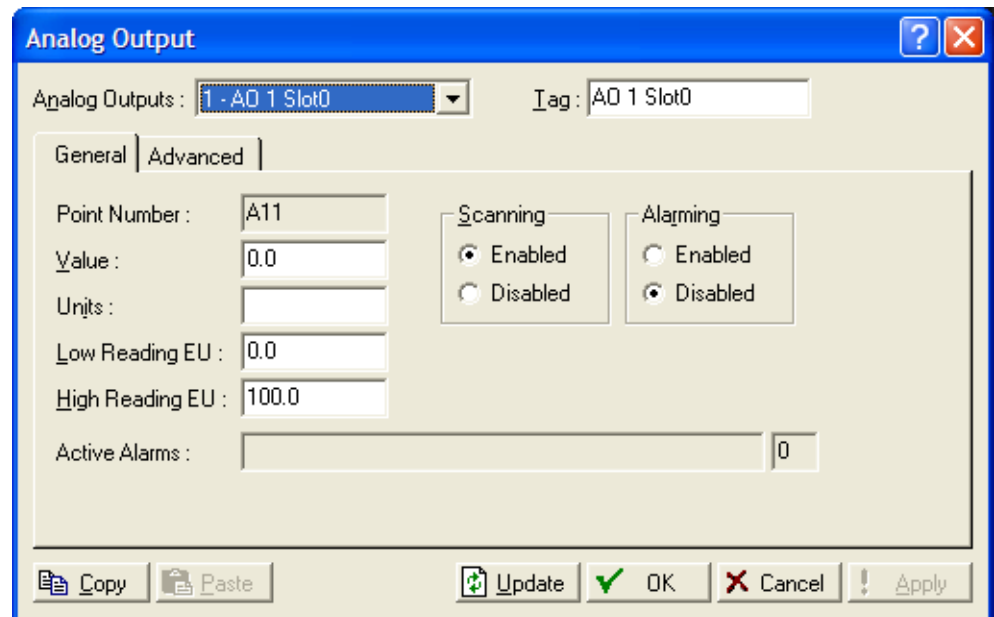 Analog Output
Analog Outputs : 1 - AO 1 Slot0 Tag : AO 1 Slot0
General Advanced
Point Number : A11
Value : 0.0
Units :
Low Reading EU : 0.0
High Reading EU : 100.0
Scanning
Enabled
Disabled
Alarming
Enabled
Disabled
Active Alarms : 0
Copy Paste Update OK Cancel Apply